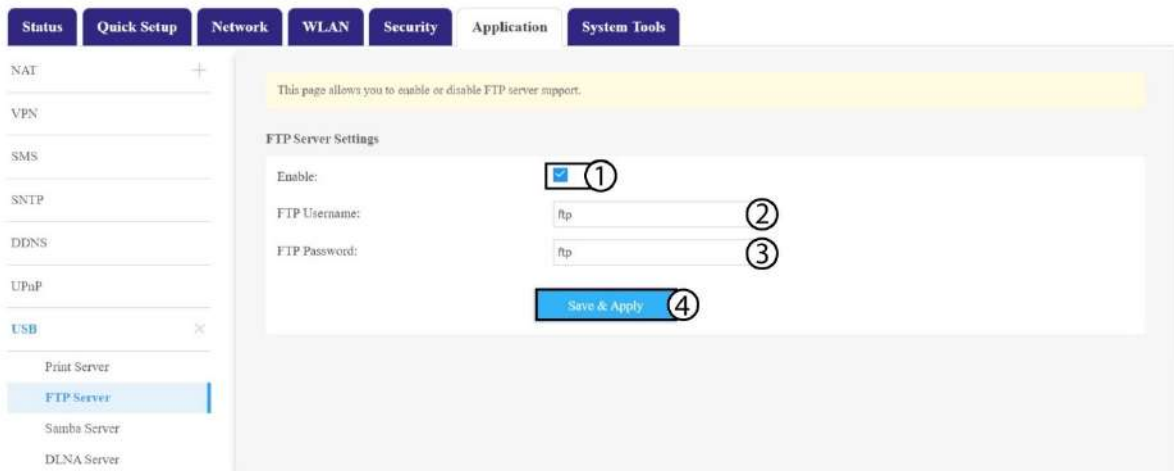 Status Quick Setup Network WLAN Security Application System Tools
NAT
VPN
SMS
SNTP
DDNS
UPnP
USB
Print Server
FTP Server
Samba Server
DLNA Server
This page allows you to enable or disable FTP server support.
FTP Server Settings
Enable: 1
FTP Username: ftp 2
FTP Password: ftp 3
Save & Apply 4